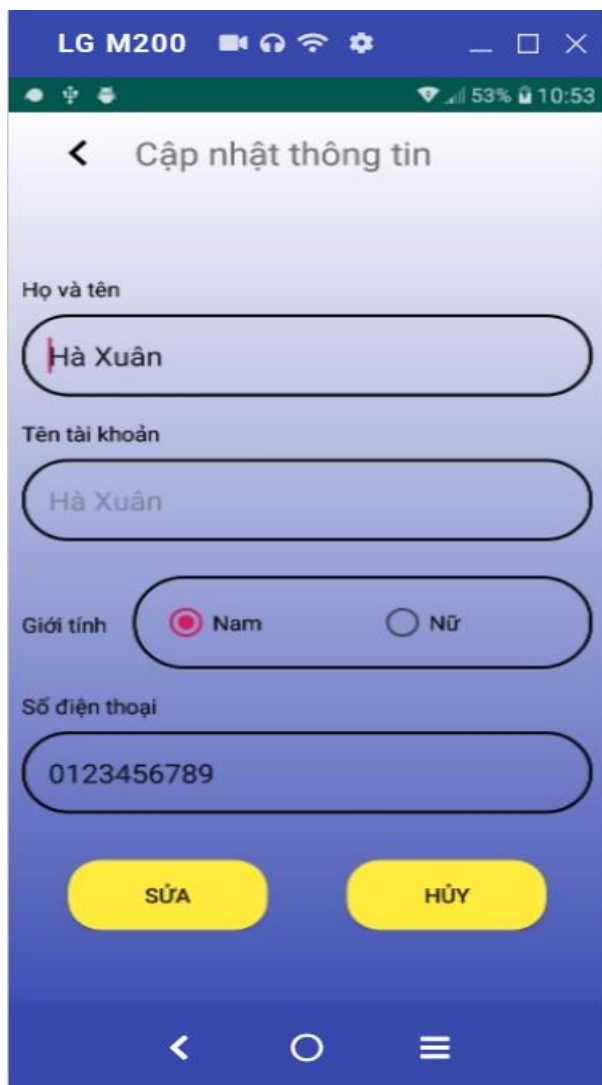 LG M200
53% 10:53
Cập nhật thông tin
Họ và tên
Hà Xuân
Tên tài khoản
Hà Xuân
Giới tính Nam Nữ
Số điện thoại
0123456789
SỬA HỦY